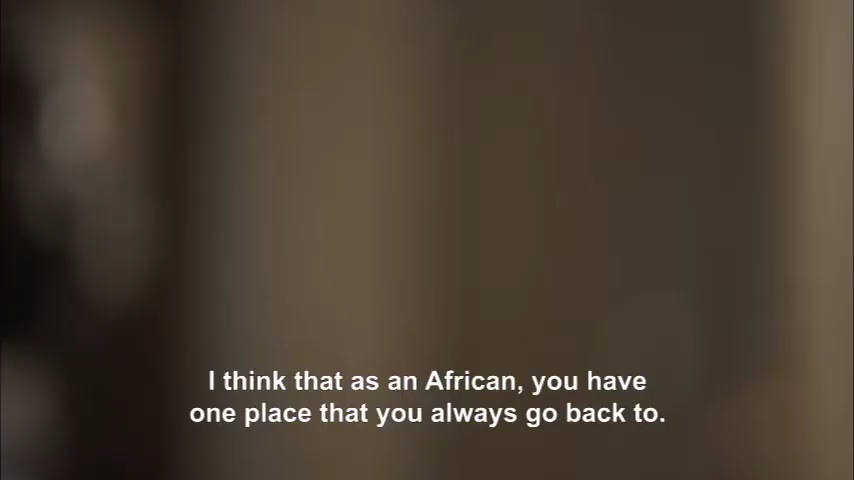 I think that as an African, you have
one place that you always go back to.